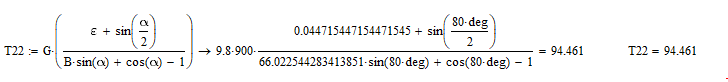 T22 := G·((ε + sin(α/2))/(B·sin(α) + cos(α) − 1)) → 9.8·900·(0.044715447154471545 + sin(80·deg/2))/(66.022544283413851·sin(80·deg) + cos(80·deg) − 1) = 94.461 T22 = 94.461